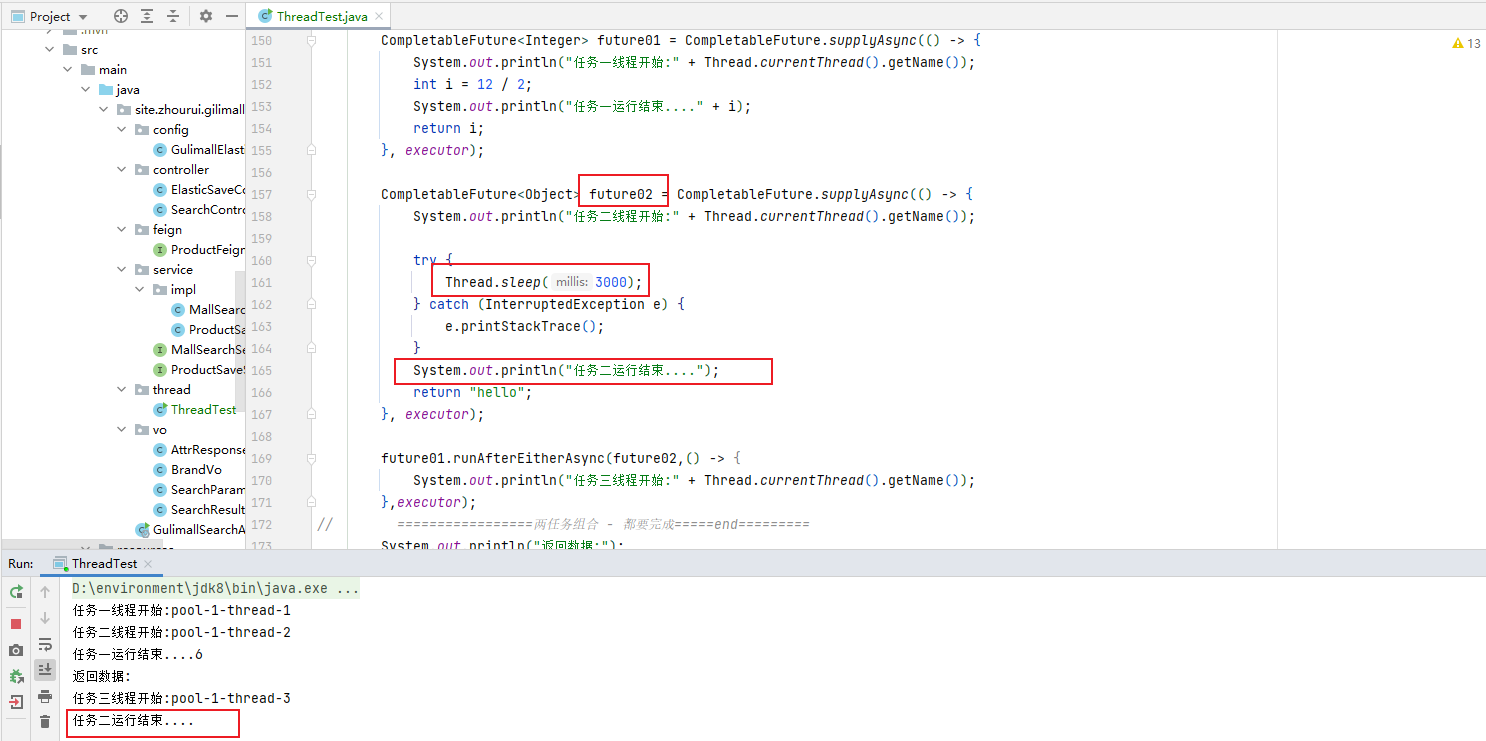 Project
ThreadTest.java
.mvn
src
main
java
site.zhourui.gilimall
config
GulimallElast
controller
ElasticSaveCo
SearchContro
feign
ProductFeign
service
impl
MallSearc
ProductSa
MallSearchSe
ProductSaveS
thread
ThreadTest
vo
AttrResponse
BrandVo
SearchParam
SearchResult
GulimallSearchA
resources
13
150 CompletableFuture<Integer> future01 = CompletableFuture.supplyAsync(() -> {
151 System.out.println("任务一线程开始:" + Thread.currentThread().getName());
152 int i = 12 / 2;
153 System.out.println("任务一运行结束...." + i);
154 return i;
155 }, executor);
156
157 CompletableFuture<Object> future02 = CompletableFuture.supplyAsync(() -> {
158 System.out.println("任务二线程开始:" + Thread.currentThread().getName());
159
160 try {
161 Thread.sleep( millis: 3000);
162 } catch (InterruptedException e) {
163 e.printStackTrace();
164 }
165 System.out.println("任务二运行结束....");
166 return "hello";
167 }, executor);
168
169 future01.runAfterEitherAsync(future02,() -> {
170 System.out.println("任务三线程开始:" + Thread.currentThread().getName());
171 },executor);
172 // =================两任务组合 - 都要完成=====end=========
173 System.out.println("返回数据:");
Run: ThreadTest
D:\environment\jdk8\bin\java.exe ...
任务一线程开始:pool-1-thread-1
任务二线程开始:pool-1-thread-2
任务一运行结束....6
返回数据:
任务三线程开始:pool-1-thread-3
任务二运行结束....